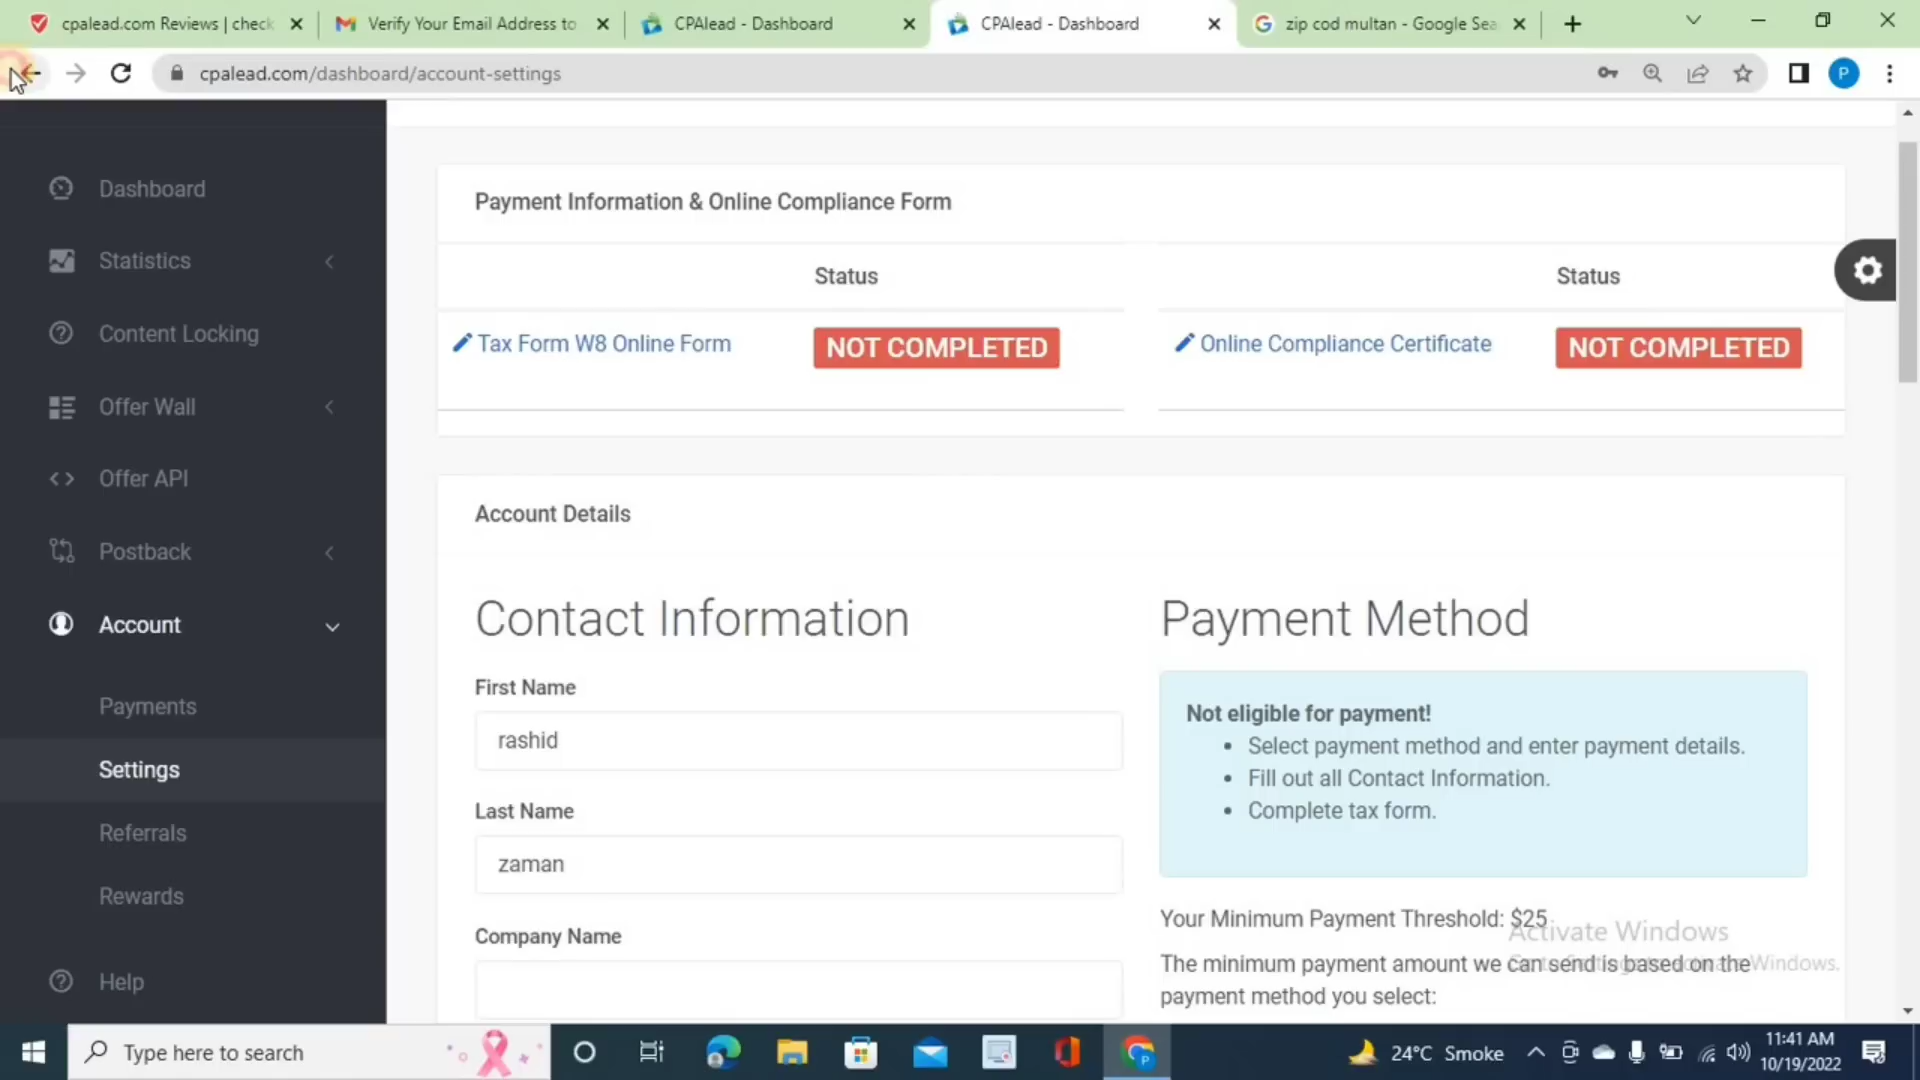 cpalead.com Reviews | check
Verify Your Email Address to
CPAlead - Dashboard
CPAlead - Dashboard
zip cod multan - Google Sea
cpalead.com/dashboard/account-settings
P
Dashboard
Statistics
Content Locking
Offer Wall
Offer API
Postback
Account
Payments
Settings
Referrals
Rewards
Help
Payment Information & Online Compliance Form
Status
Status
Tax Form W8 Online Form
NOT COMPLETED
Online Compliance Certificate
NOT COMPLETED
Account Details
Contact Information
First Name
rashid
Last Name
zaman
Company Name
Payment Method
Not eligible for payment!
• Select payment method and enter payment details.
• Fill out all Contact Information.
• Complete tax form.
Your Minimum Payment Threshold: $25
Activate Windows
The minimum payment amount we can send is based on the
payment method you select:
Type here to search
24°C Smoke
11:41 AM
10/19/2022